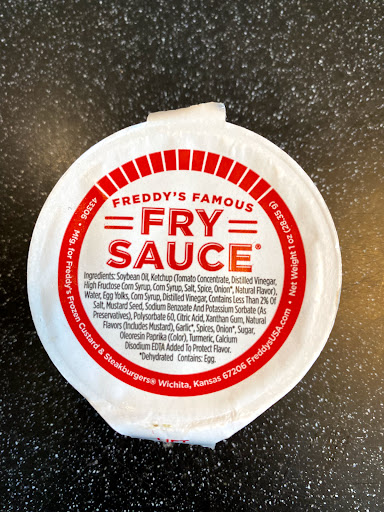 FREDDY'S FAMOUS
FRY
SAUCE®
Ingredients: Soybean Oil, Ketchup (Tomato Concentrate, Distilled Vinegar,
High Fructose Corn Syrup, Corn Syrup, Salt, Spice, Onion*, Natural Flavor),
Water, Egg Yolks, Corn Syrup, Distilled Vinegar, Contains Less Than 2% Of
Salt, Mustard Seed, Sodium Benzoate And Potassium Sorbate (As
Preservatives), Polysorbate 60, Citric Acid, Xanthan Gum, Natural
Flavors (Includes Mustard), Garlic*, Spices, Onion*, Sugar,
Oleoresin Paprika (Color), Turmeric, Calcium
Disodium EDTA Added To Protect Flavor.
*Dehydrated Contains: Egg.
43306 • Mfg. for Freddy's Frozen Custard & Steakburgers® Wichita, Kansas 67206 FreddysUSA.com • Net Weight 1 oz (28.35 g)
LIFT